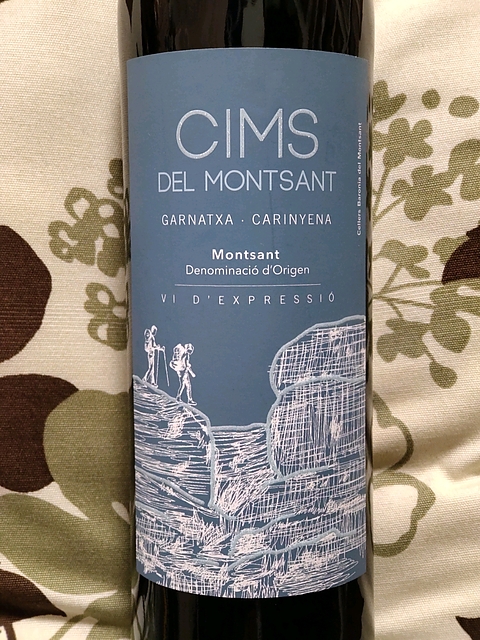 CIMS
DEL MONTSANT
GARNATXA · CARINYENA
Montsant
Denominació d'Origen
VI D'EXPRESSIÓ
Cellers Baronia del Montsant